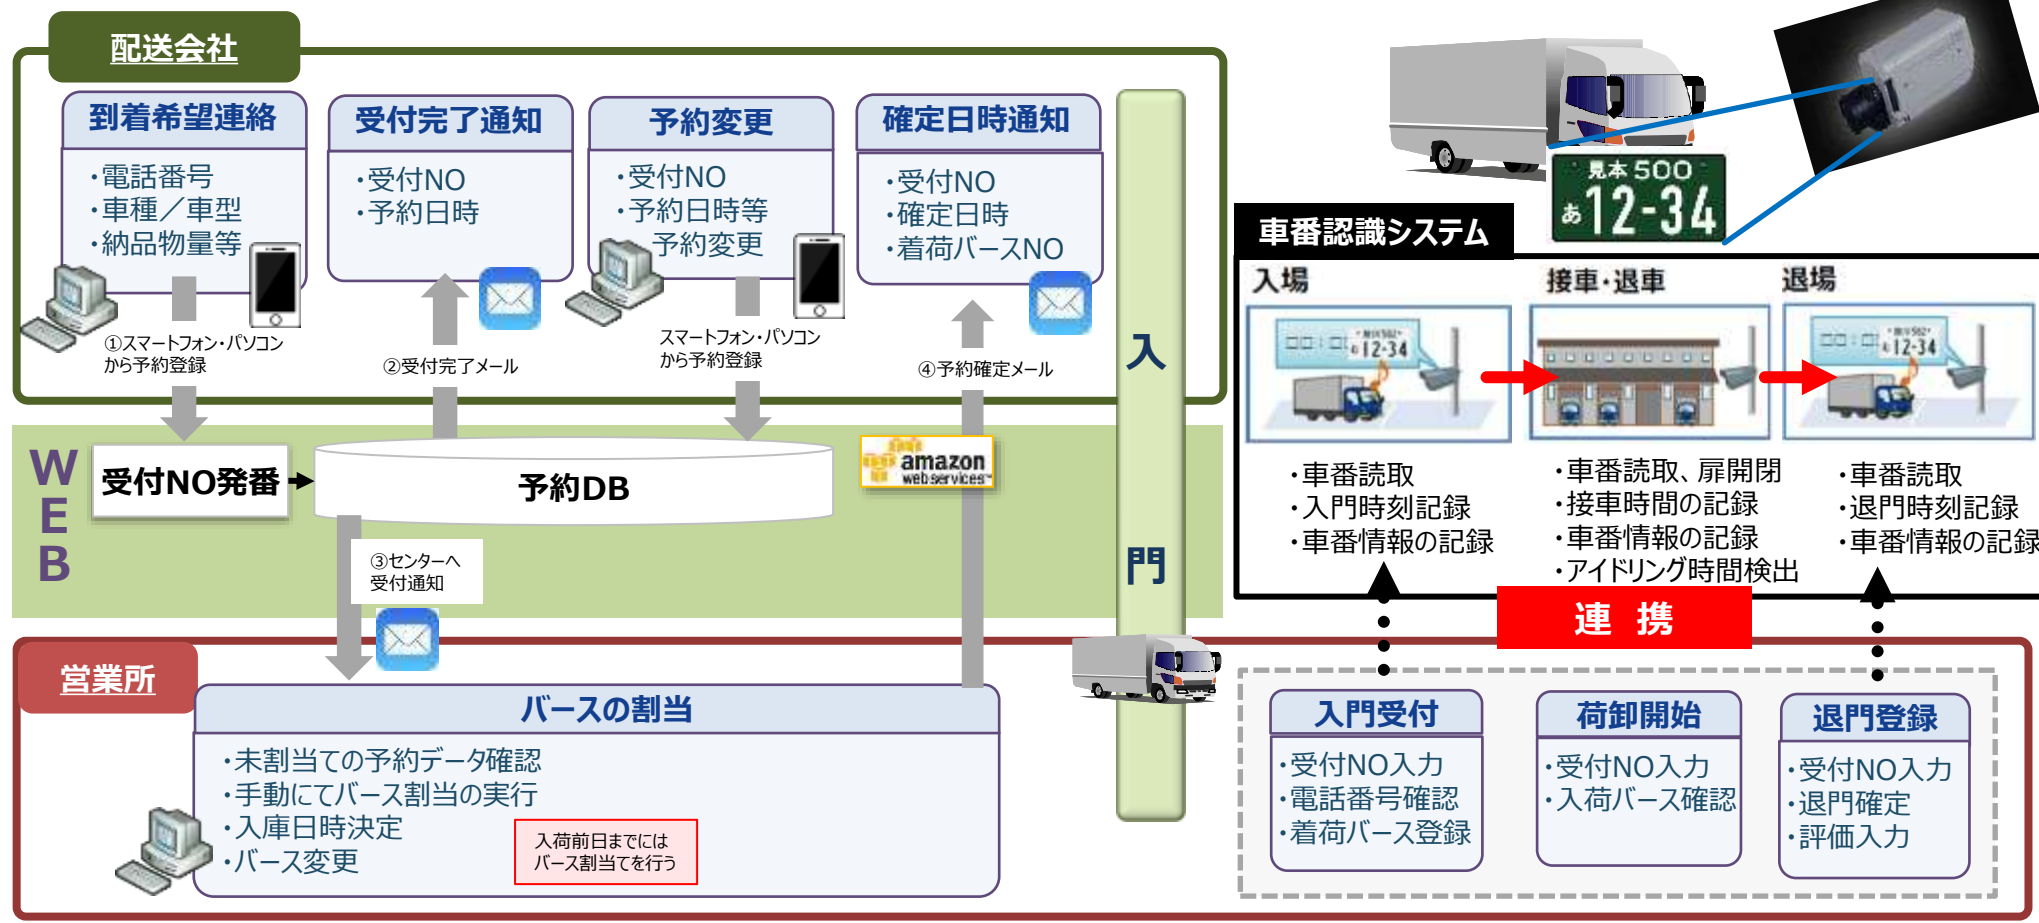 配送会社
到着希望連絡
・電話番号
・車種／車型
・納品物量等
①スマートフォン・パソコン
から予約登録
受付完了通知
・受付NO
・予約日時
②受付完了メール
予約変更
・受付NO
・予約日時等
予約変更
スマートフォン・パソコン
から予約登録
確定日時通知
・受付NO
・確定日時
・着荷バースNO
④予約確定メール
入
門
WEB
受付NO発番
予約DB
amazon
webservices™
③センターへ
受付通知
営業所
バースの割当
・未割当ての予約データ確認
・手動にてバース割当の実行
・入庫日時決定
・バース変更
入荷前日までには
バース割当てを行う
見本 500
あ 12-34
車番認識システム
入場
12-34
・車番読取
・入門時刻記録
・車番情報の記録
接車・退車
・車番読取、扉開閉
・接車時間の記録
・車番情報の記録
・アイドリング時間検出
退場
12-34
・車番読取
・退門時刻記録
・車番情報の記録
連 携
入門受付
・受付NO入力
・電話番号確認
・着荷バース登録
荷卸開始
・受付NO入力
・入荷バース確認
退門登録
・受付NO入力
・退門確定
・評価入力